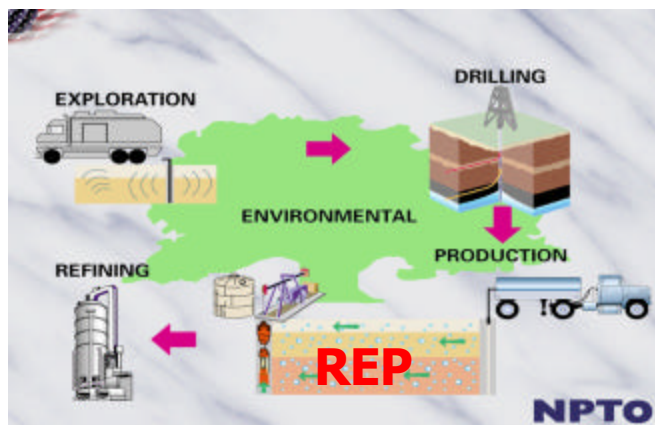 DRILLING
EXPLORATION
ENVIRONMENTAL
PRODUCTION
REFINING
REP
NPTO